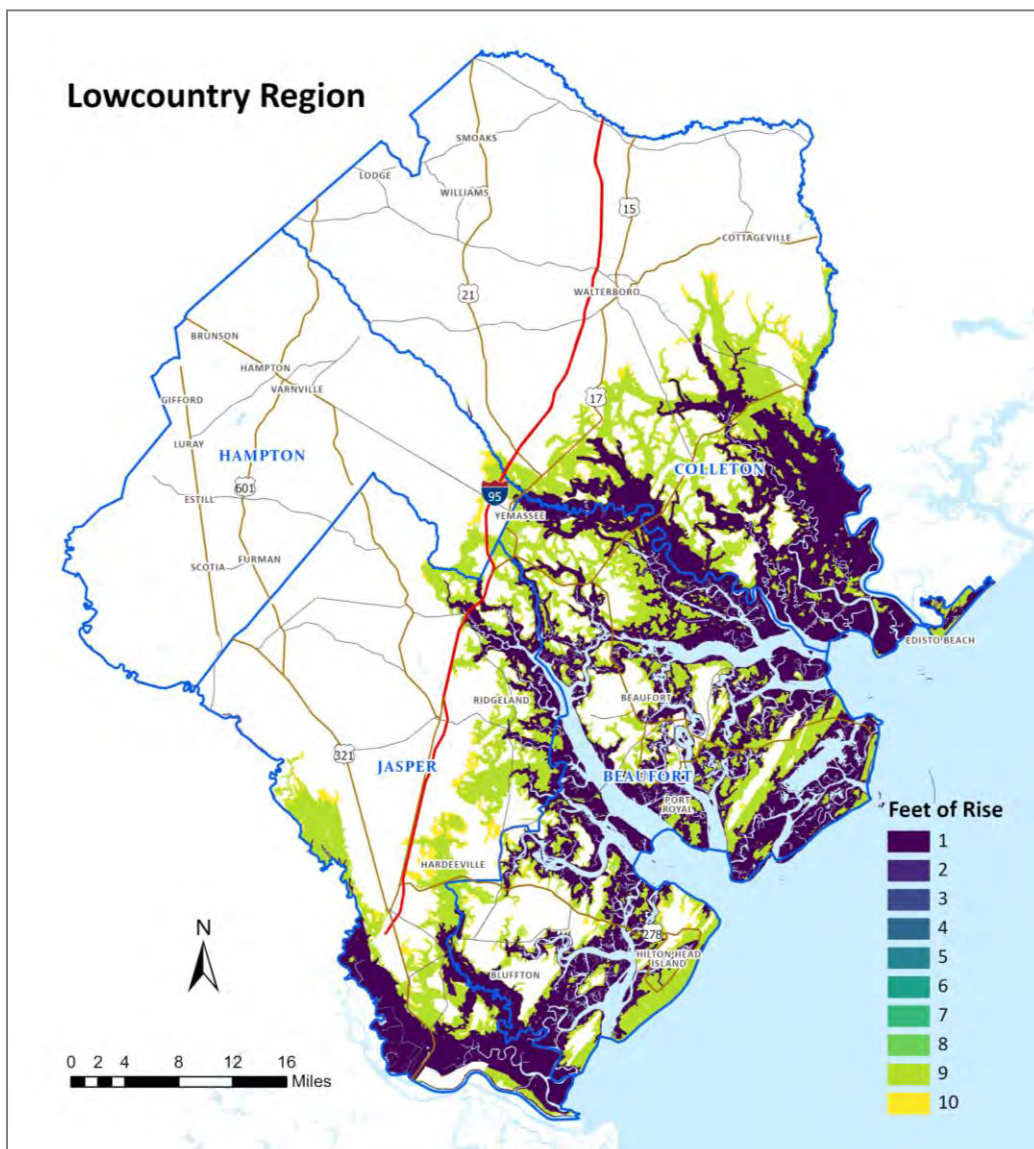 Lowcountry Region
SMOAKS
LODGE
WILLIAMS
15
COTTAGEVILLE
21
WALTERBORO
BRUNSON
HAMPTON
VARNVILLE
GIFFORD
17
LURAY
HAMPTON
COLLETON
601
95
ESTILL
YEMASSEE
SCOTIA
FURMAN
EDISTO BEACH
RIDGELAND
BEAUFORT
321
JASPER
BEAUFORT
PORT
ROYAL
HARDEEVILLE
278
HILTON HEAD
ISLAND
BLUFFTON
N
0 2 4 8 12 16
Miles
Feet of Rise
1
2
3
4
5
6
7
8
9
10